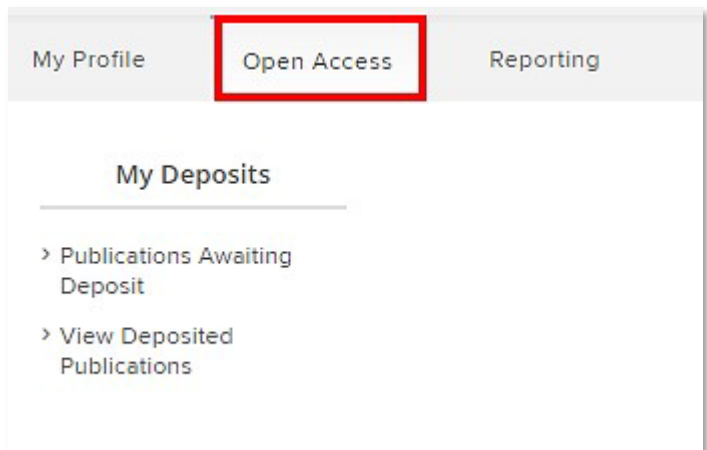 My Profile Open Access Reporting
My Deposits
> Publications Awaiting
Deposit
> View Deposited
Publications